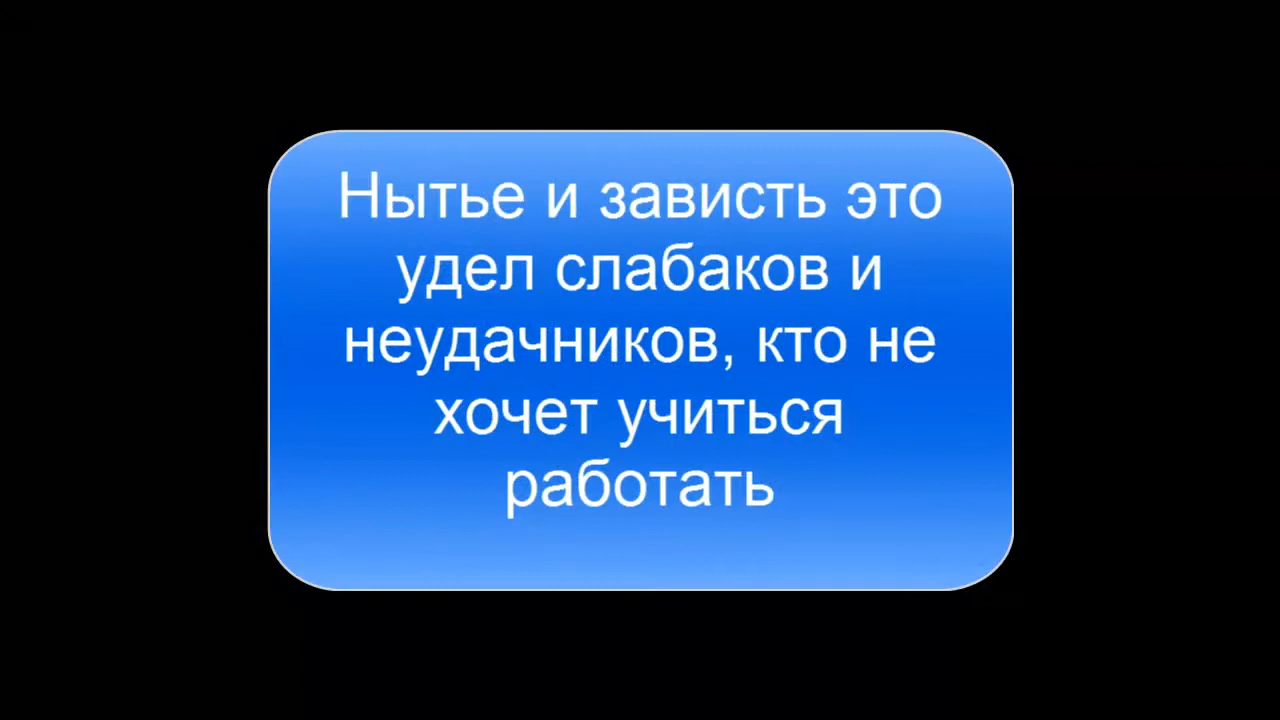 Нытье и зависть это
удел слабаков и
неудачников, кто не
хочет учиться
работать